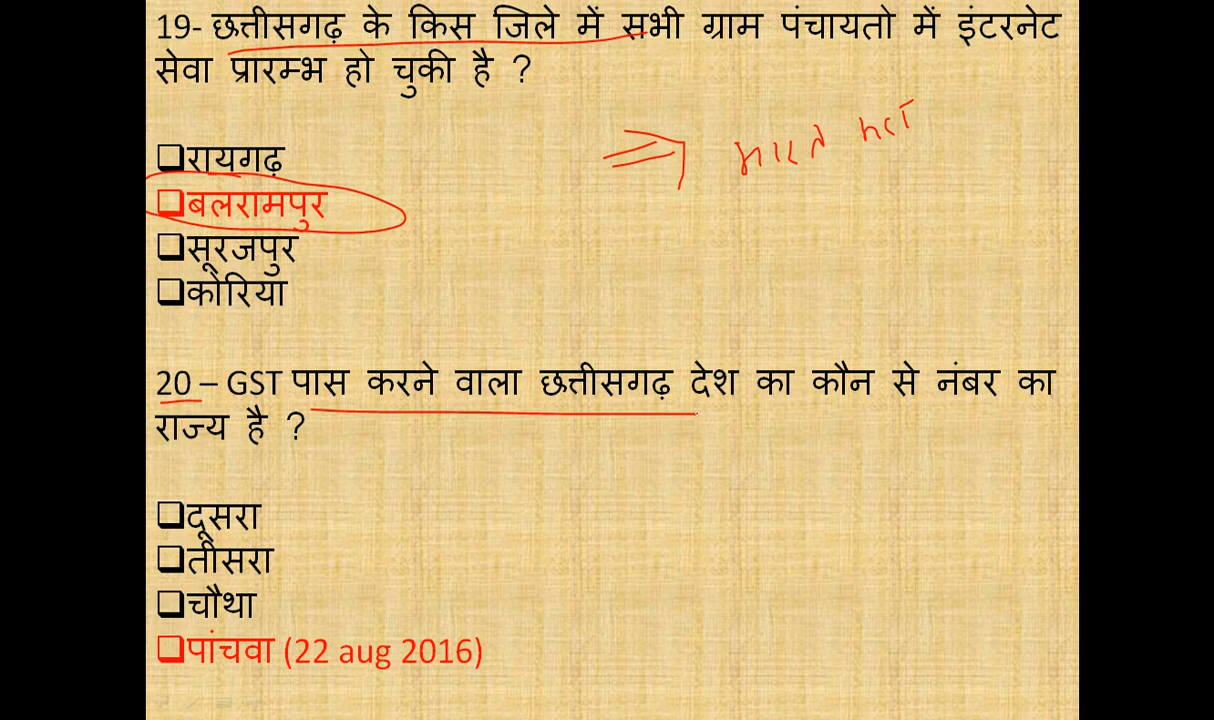 19- छत्तीसगढ़ के किस जिले में सभी ग्राम पंचायतो में इंटरनेट
सेवा प्रारम्भ हो चुकी है ?
रायगढ़
बलरामपुर
सूरजपुर
कोरिया
20 – GST पास करने वाला छत्तीसगढ़ देश का कौन से नंबर का
राज्य है ?
दूसरा
तीसरा
चौथा
पांचवा (22 aug 2016)